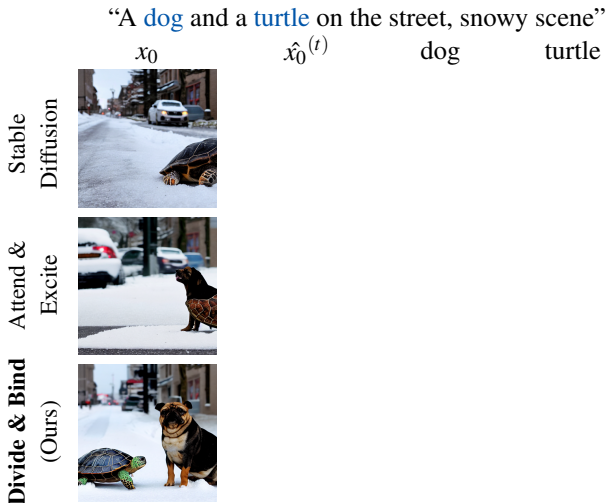 “A dog and a turtle on the street, snowy scene”
x₀ x̂₀⁽ᵗ⁾ dog turtle
Stable
Diffusion
Attend &
Excite
Divide & Bind
(Ours)